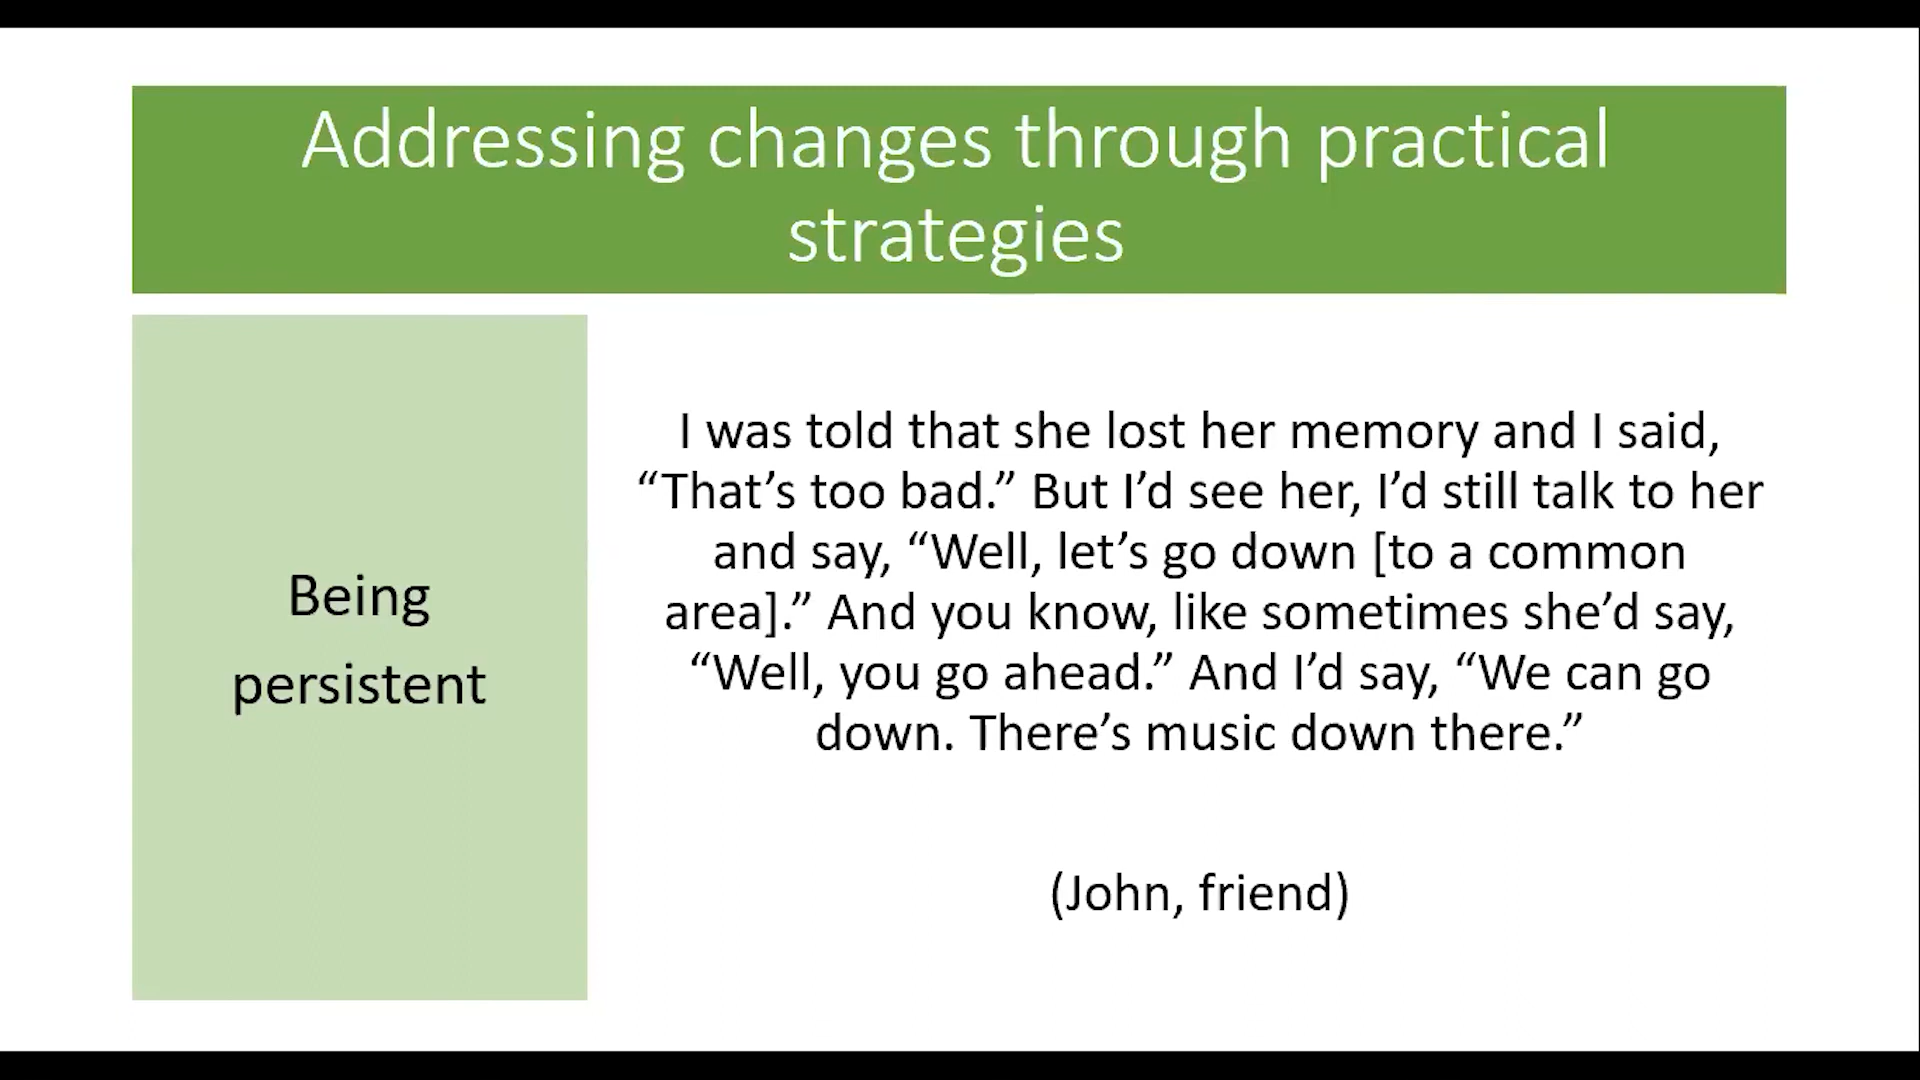 Addressing changes through practical
strategies
Being
persistent
I was told that she lost her memory and I said,
“That’s too bad.” But I’d see her, I’d still talk to her
and say, “Well, let’s go down [to a common
area].” And you know, like sometimes she’d say,
“Well, you go ahead.” And I’d say, “We can go
down. There’s music down there.”
(John, friend)